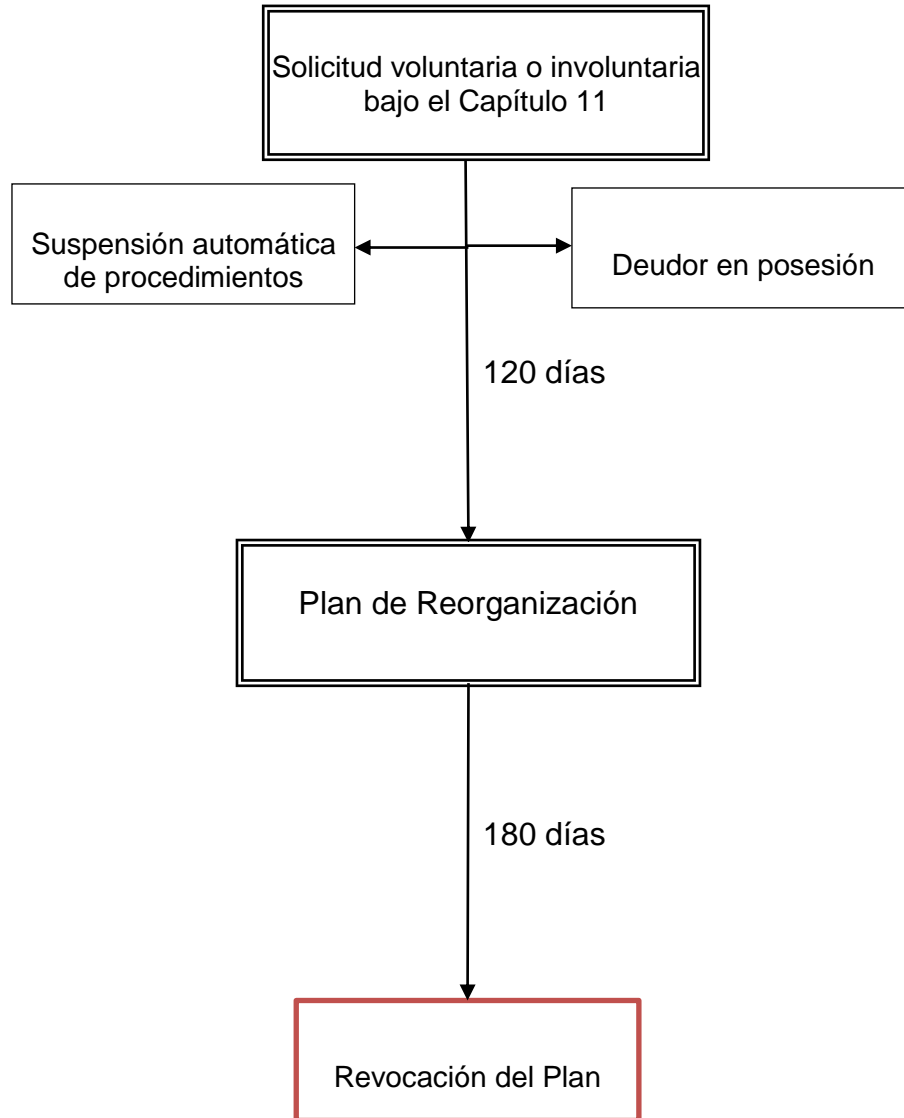 Solicitud voluntaria o involuntaria
bajo el Capítulo 11
Suspensión automática
de procedimientos
Deudor en posesión
120 días
Plan de Reorganización
180 días
Revocación del Plan